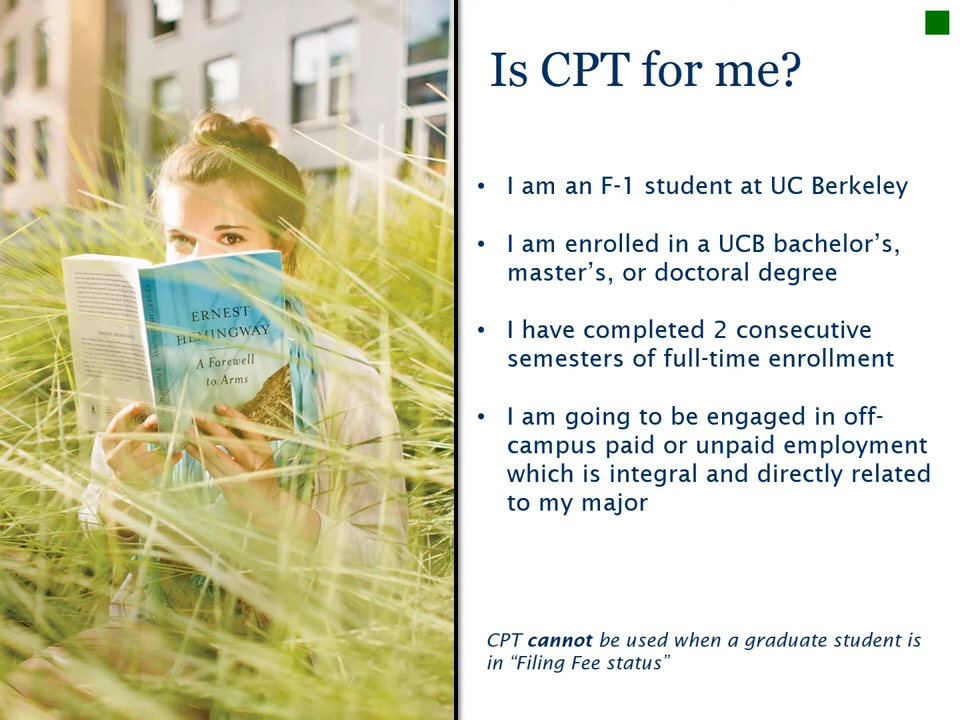 Is CPT for me?
• I am an F-1 student at UC Berkeley
• I am enrolled in a UCB bachelor’s,
master’s, or doctoral degree
• I have completed 2 consecutive
semesters of full-time enrollment
• I am going to be engaged in off-
campus paid or unpaid employment
which is integral and directly related
to my major
CPT cannot be used when a graduate student is
in “Filing Fee status”
ERNEST
HEMINGWAY
A Farewell
to Arms